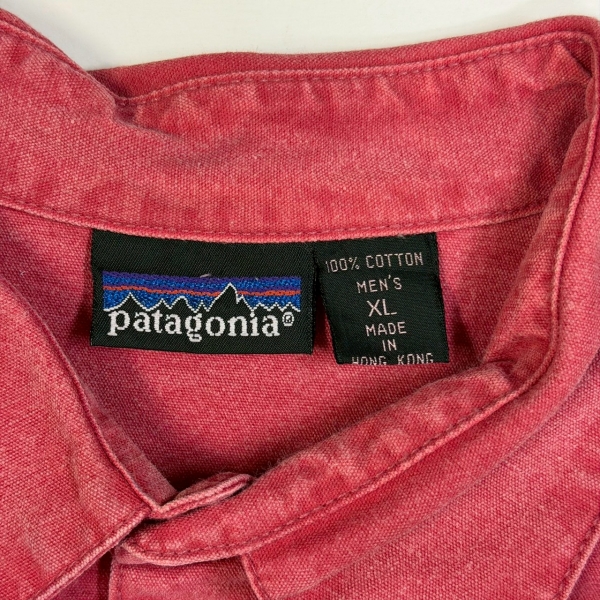 patagonia®
100% COTTON
MEN'S
XL
MADE
IN
HONG KONG